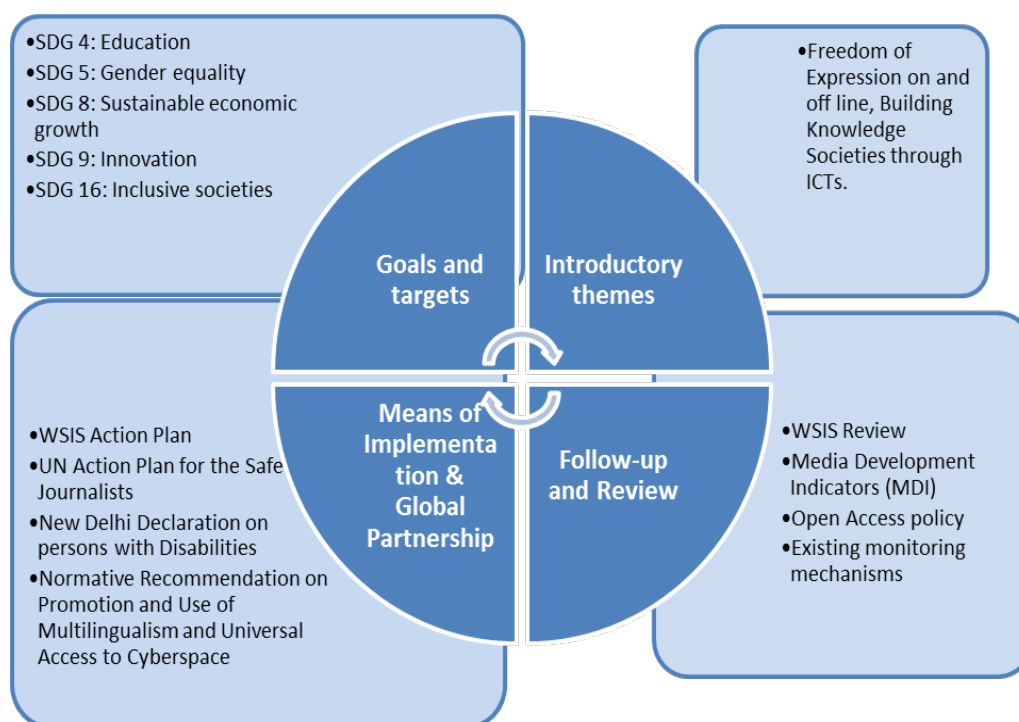 •SDG 4: Education
•SDG 5: Gender equality
•SDG 8: Sustainable economic
growth
•SDG 9: Innovation
•SDG 16: Inclusive societies
•Freedom of
Expression on and
off line, Building
Knowledge
Societies through
ICTs.
Goals and
targets
Introductory
themes
Means of
Implementa
tion &
Global
Partnership
Follow-up
and Review
•WSIS Action Plan
•UN Action Plan for the Safe
Journalists
•New Delhi Declaration on
persons with Disabilities
•Normative Recommendation on
Promotion and Use of
Multilingualism and Universal
Access to Cyberspace
•WSIS Review
•Media Development
Indicators (MDI)
•Open Access policy
•Existing monitoring
mechanisms